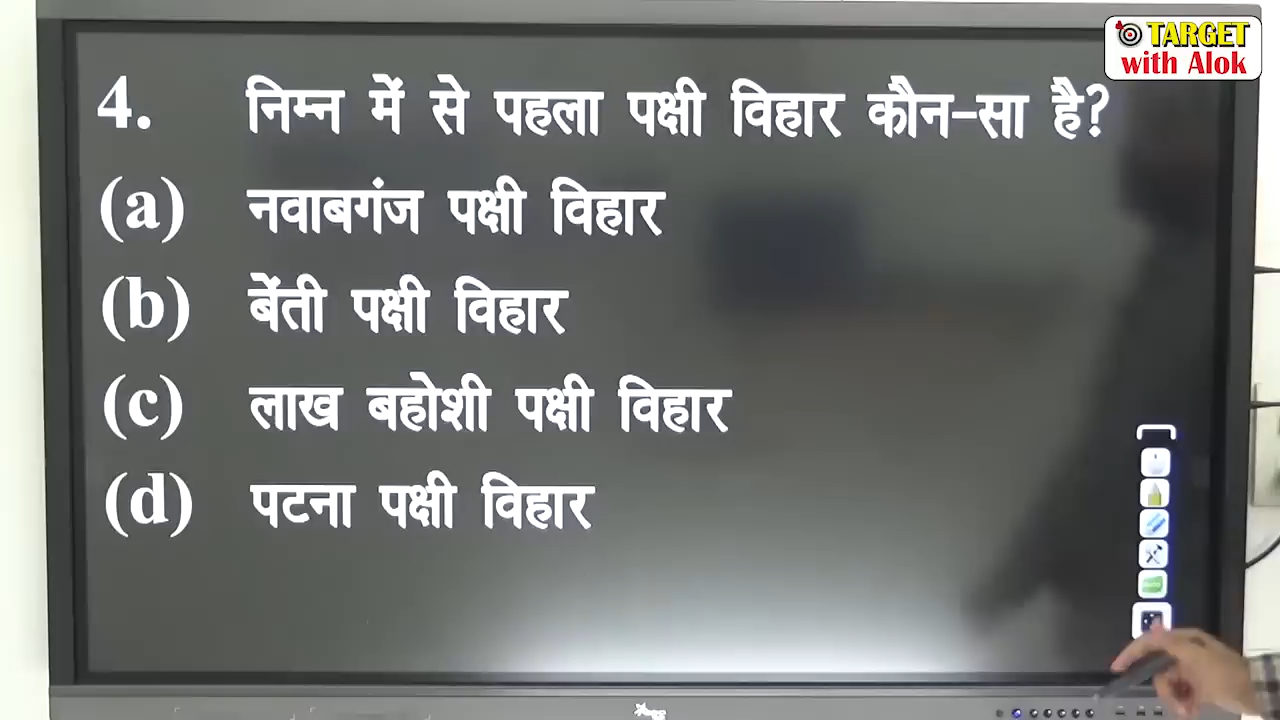 TARGET
with Alok
4. निम्न में से पहला पक्षी विहार कौन-सा है?
(a) नवाबगंज पक्षी विहार
(b) बेंती पक्षी विहार
(c) लाख बहोशी पक्षी विहार
(d) पटना पक्षी विहार